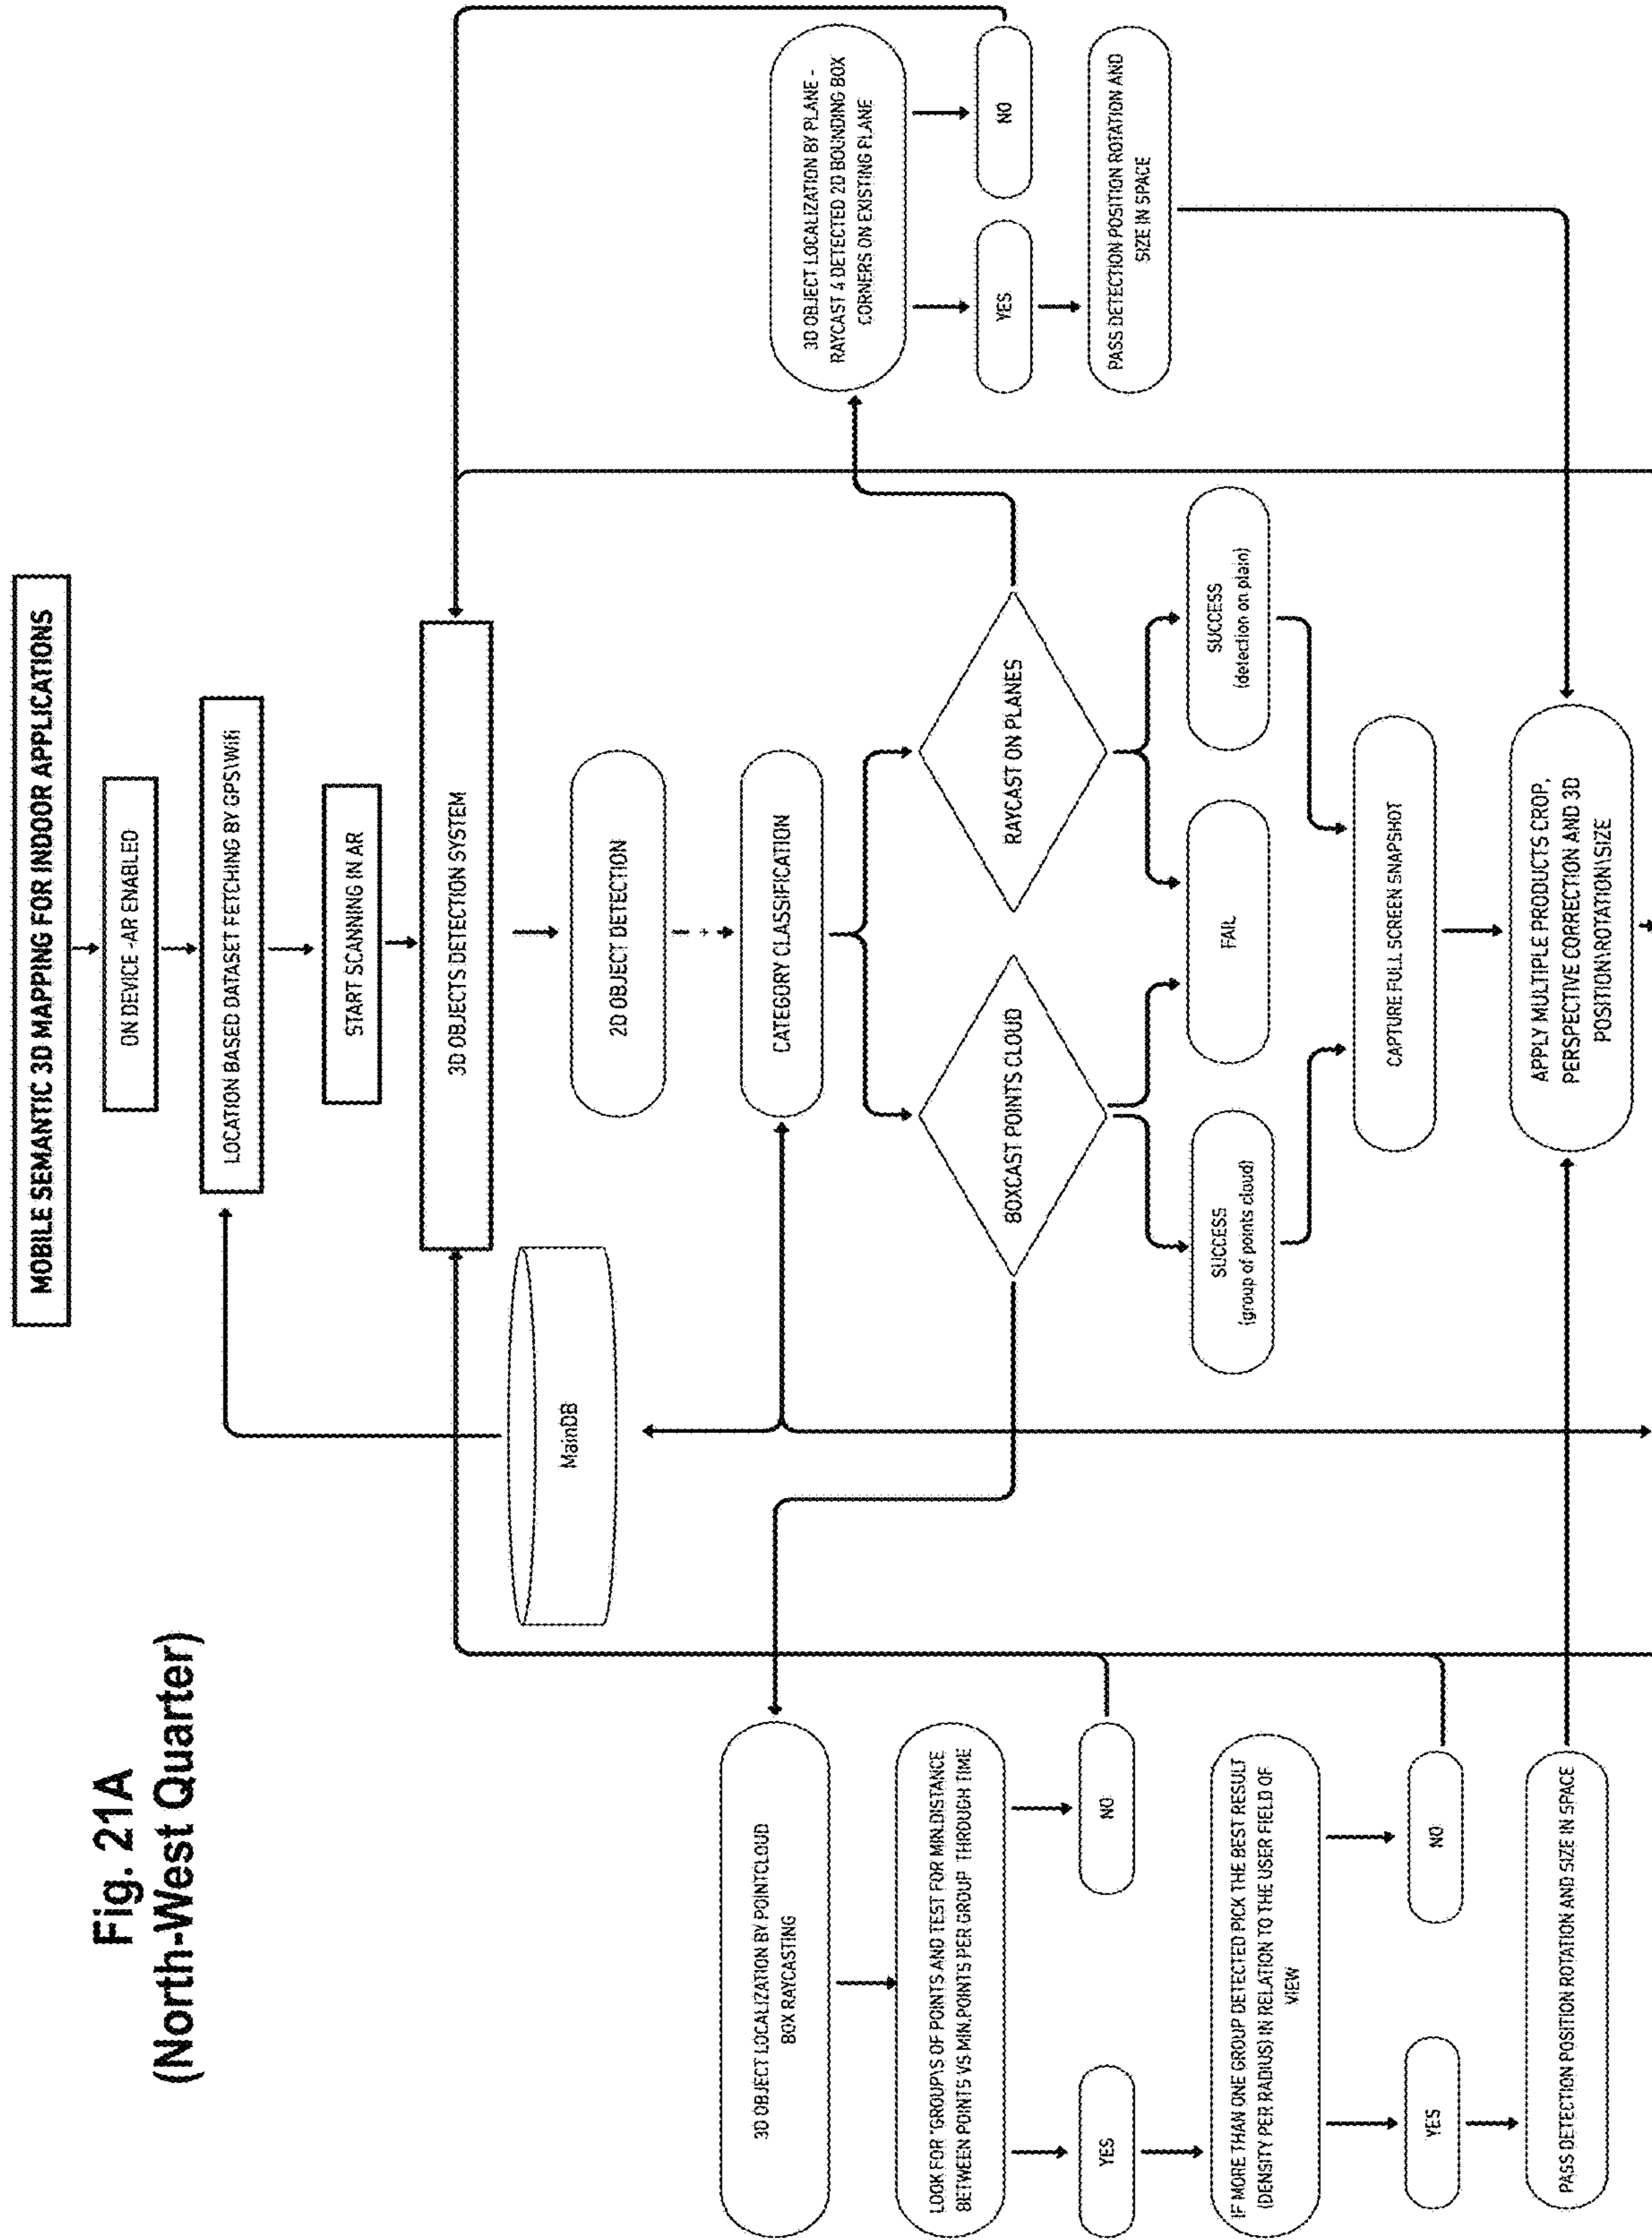 Fig. 21A
(North-West Quarter)
MOBILE SEMANTIC 3D MAPPING FOR INDOOR APPLICATIONS
ON DEVICE -AR ENABLED
LOCATION BASED DATASET FETCHING BY GPS\Wifi
START SCANNING IN AR
3D OBJECTS DETECTION SYSTEM
MainDB
2D OBJECT DETECTION
CATEGORY CLASSIFICATION
BOXCAST POINTS CLOUD
RAYCAST ON PLANES
SUCCESS
(group of points cloud)
FAIL
SUCCESS
(detection on plain)
CAPTURE FULL SCREEN SNAPSHOT
APPLY MULTIPLE PRODUCTS CROP,
PERSPECTIVE CORRECTION AND 3D
POSITION\ROTATION\SIZE
3D OBJECT LOCALIZATION BY POINTCLOUD
BOX RAYCASTING
LOOK FOR 'GROUP\S OF POINTS AND TEST FOR MIN.DISTANCE
BETWEEN POINTS VS MIN.POINTS PER GROUP THROUGH TIME
YES
NO
IF MORE THAN ONE GROUP DETECTED PICK THE BEST RESULT
(DENSITY PER RADIUS) IN RELATION TO THE USER FIELD OF
VIEW
YES
NO
PASS DETECTION POSITION ROTATION AND SIZE IN SPACE
3D OBJECT LOCALIZATION BY PLANE -
RAYCAST 4 DETECTED 2D BOUNDING BOX
CORNERS ON EXISTING PLANE
YES
NO
PASS DETECTION POSITION ROTATION AND
SIZE IN SPACE